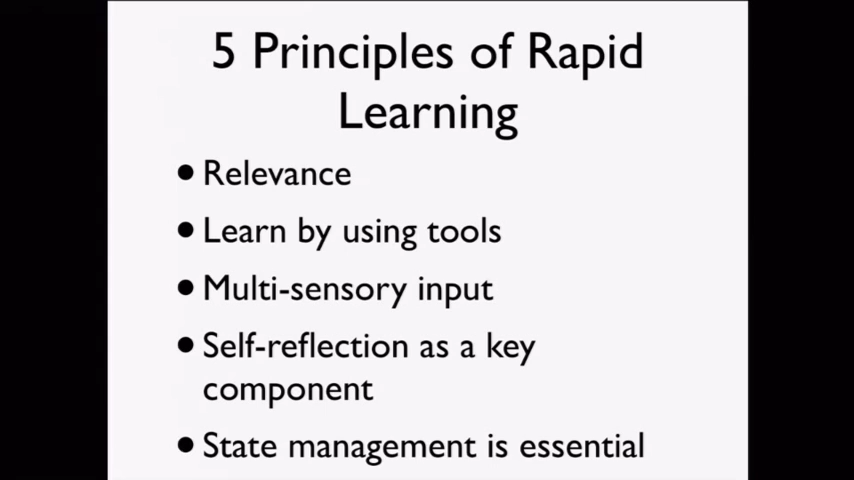 5 Principles of Rapid
Learning
• Relevance
• Learn by using tools
• Multi-sensory input
• Self-reflection as a key
component
• State management is essential